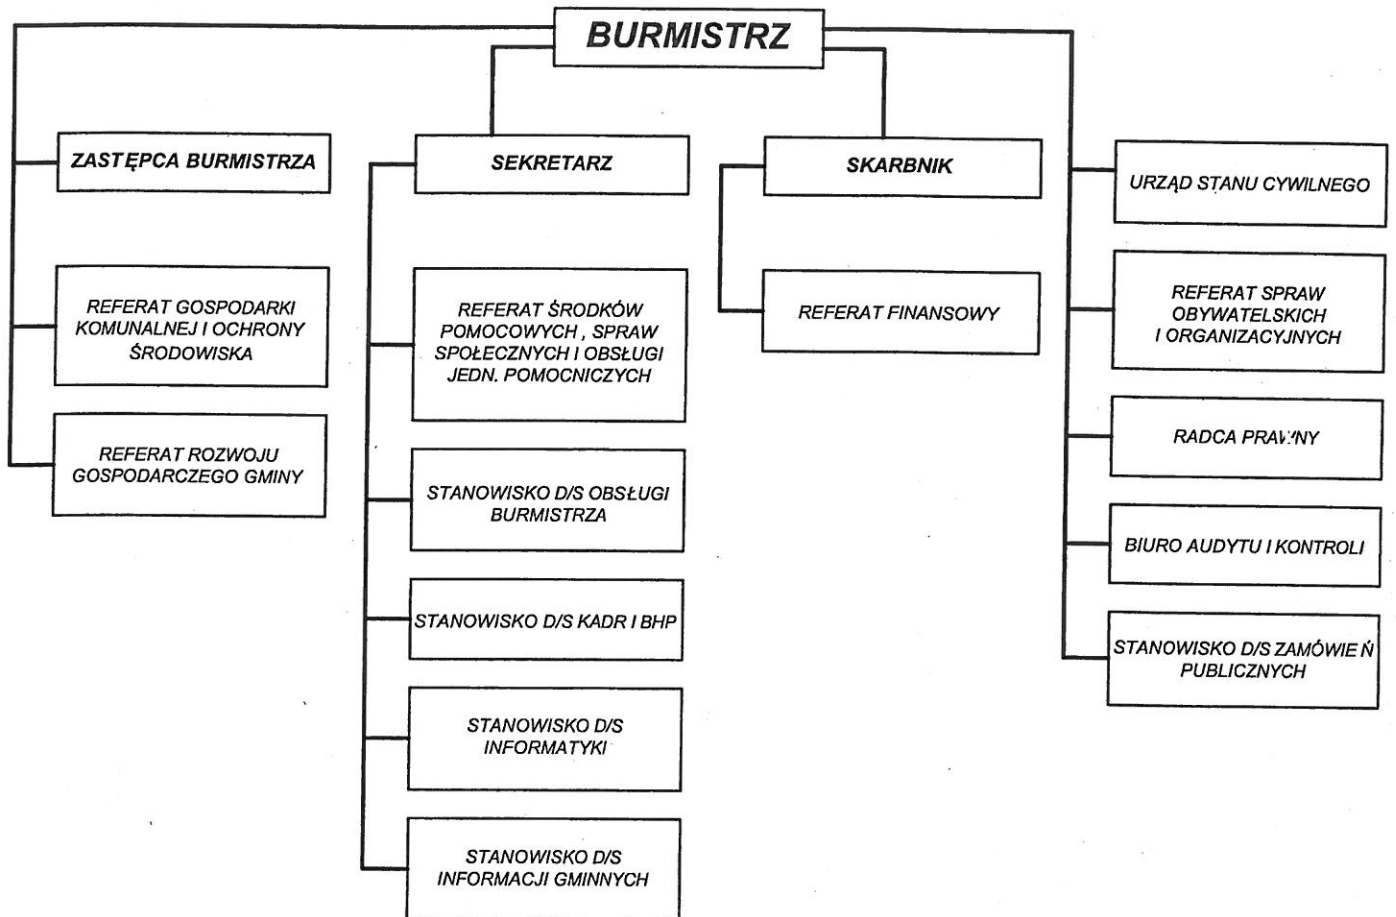 BURMISTRZ
ZASTĘPCA BURMISTRZA
REFERAT GOSPODARKI
KOMUNALNEJ I OCHRONY
ŚRODOWISKA
REFERAT ROZWOJU
GOSPODARCZEGO GMINY
SEKRETARZ
REFERAT ŚRODKÓW
POMOCOWYCH , SPRAW
SPOŁECZNYCH I OBSŁUGI
JEDN. POMOCNICZYCH
STANOWISKO D/S OBSŁUGI
BURMISTRZA
STANOWISKO D/S KADR I BHP
STANOWISKO D/S
INFORMATYKI
STANOWISKO D/S
INFORMACJI GMINNYCH
SKARBNIK
REFERAT FINANSOWY
URZĄD STANU CYWILNEGO
REFERAT SPRAW
OBYWATELSKICH
I ORGANIZACYJNYCH
RADCA PRAWNY
BIURO AUDYTU I KONTROLI
STANOWISKO D/S ZAMÓWIE Ń
PUBLICZNYCH